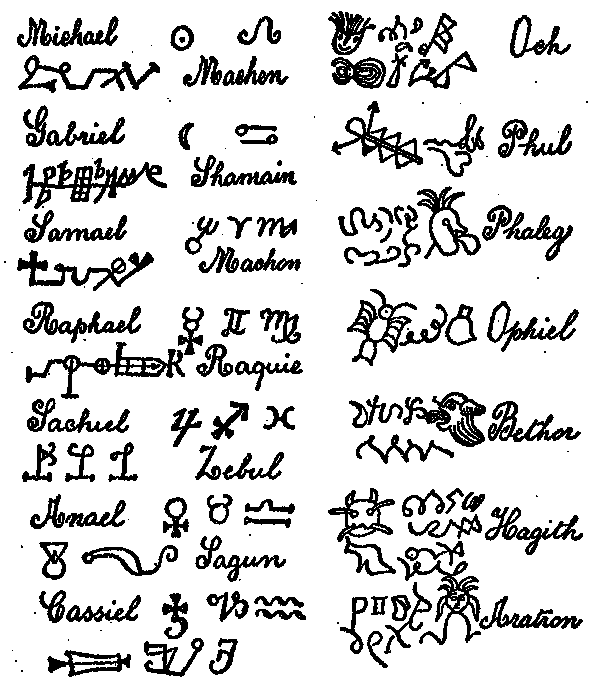 Michael ☉ ♌
Machen
Gabriel ☾ ♋
Shamain
Samael ♂ ♈ ♏
Machon
Raphael ☿ ♊ ♍
Raquie
Sachiel ♃ ♐ ♓
Zebul
Anael ♀ ♉ ♎
Sagun
Cassiel ♄ ♑ ♒
Och
Phul
Phaleg
Ophiel
Bethor
Hagith
Aratron